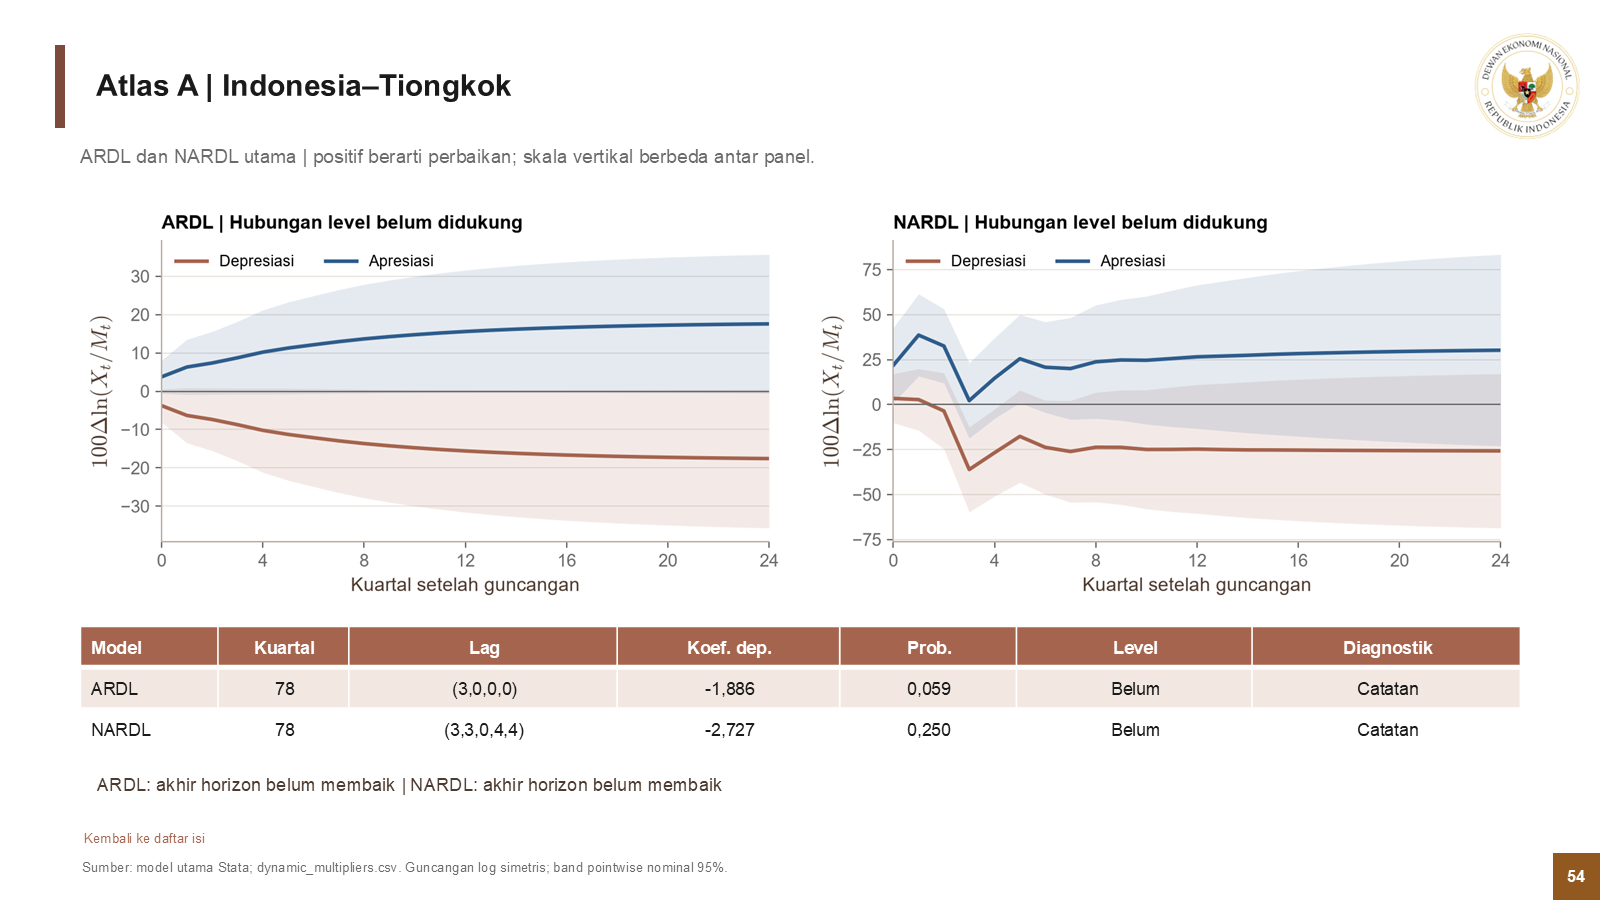 Atlas A | Indonesia–Tiongkok
DEWAN EKONOMI NASIONAL
REPUBLIK INDONESIA
ARDL dan NARDL utama | positif berarti perbaikan; skala vertikal berbeda antar panel.
ARDL | Hubungan level belum didukung
Depresiasi Apresiasi
100Δln(Xt/Mt)
30
20
10
0
−10
−20
−30
0 4 8 12 16 20 24
Kuartal setelah guncangan
NARDL | Hubungan level belum didukung
Depresiasi Apresiasi
100Δln(Xt/Mt)
75
50
25
0
−25
−50
−75
0 4 8 12 16 20 24
Kuartal setelah guncangan
Model Kuartal Lag Koef. dep. Prob. Level Diagnostik
ARDL 78 (3,0,0,0) -1,886 0,059 Belum Catatan
NARDL 78 (3,3,0,4,4) -2,727 0,250 Belum Catatan
ARDL: akhir horizon belum membaik | NARDL: akhir horizon belum membaik
Kembali ke daftar isi
Sumber: model utama Stata; dynamic_multipliers.csv. Guncangan log simetris; band pointwise nominal 95%.
54